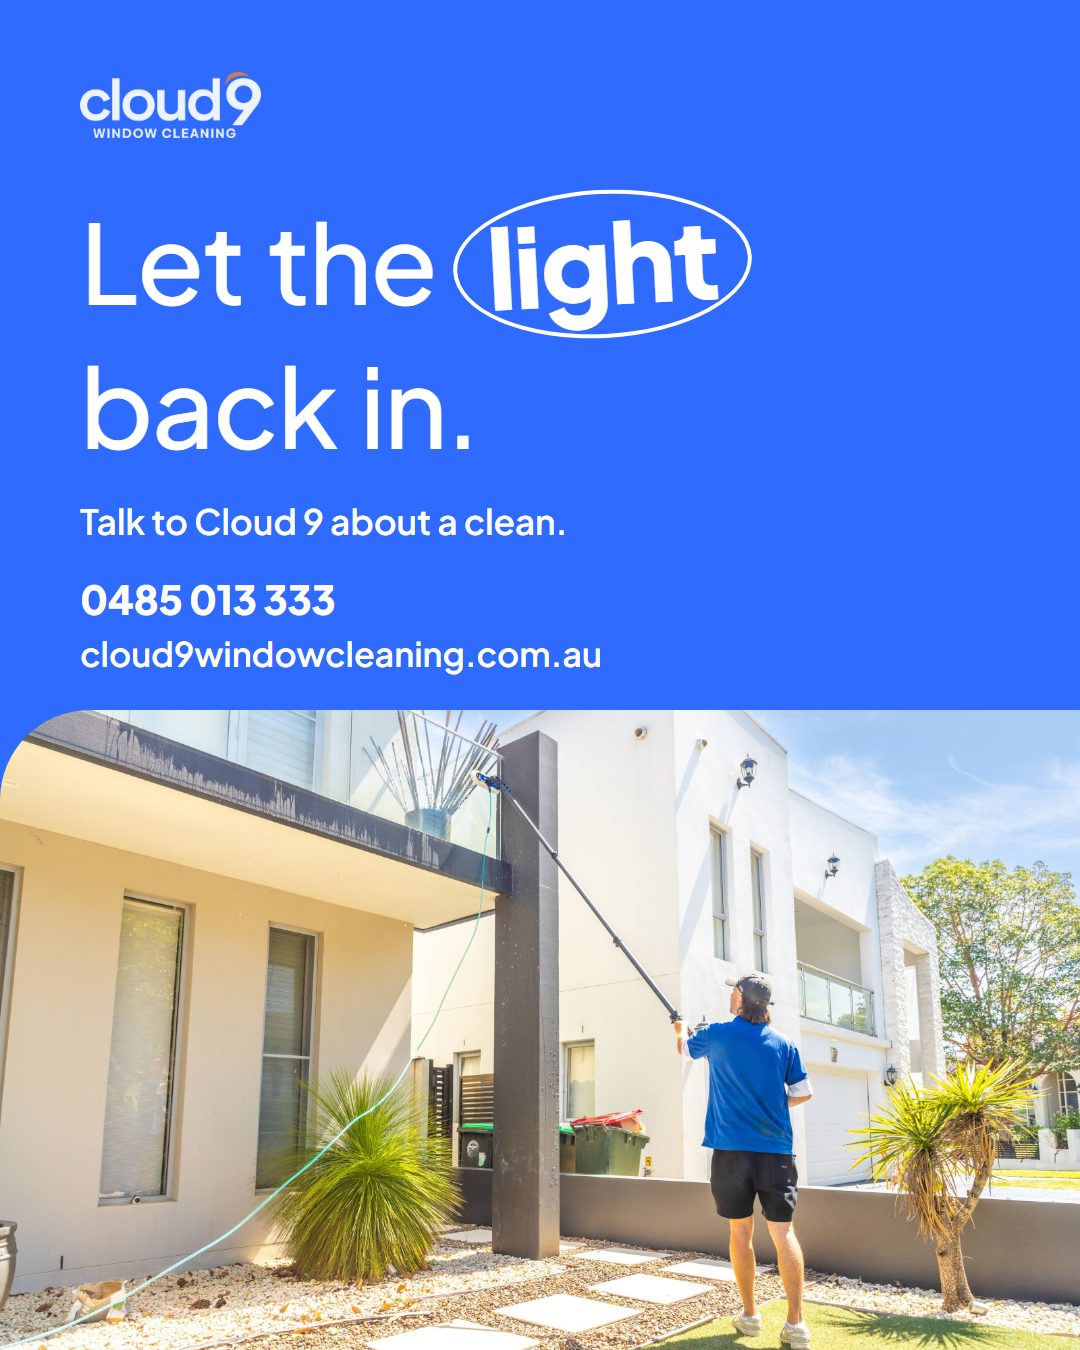 cloud9
WINDOW CLEANING
Let the light
back in.
Talk to Cloud 9 about a clean.
0485 013 333
cloud9windowcleaning.com.au